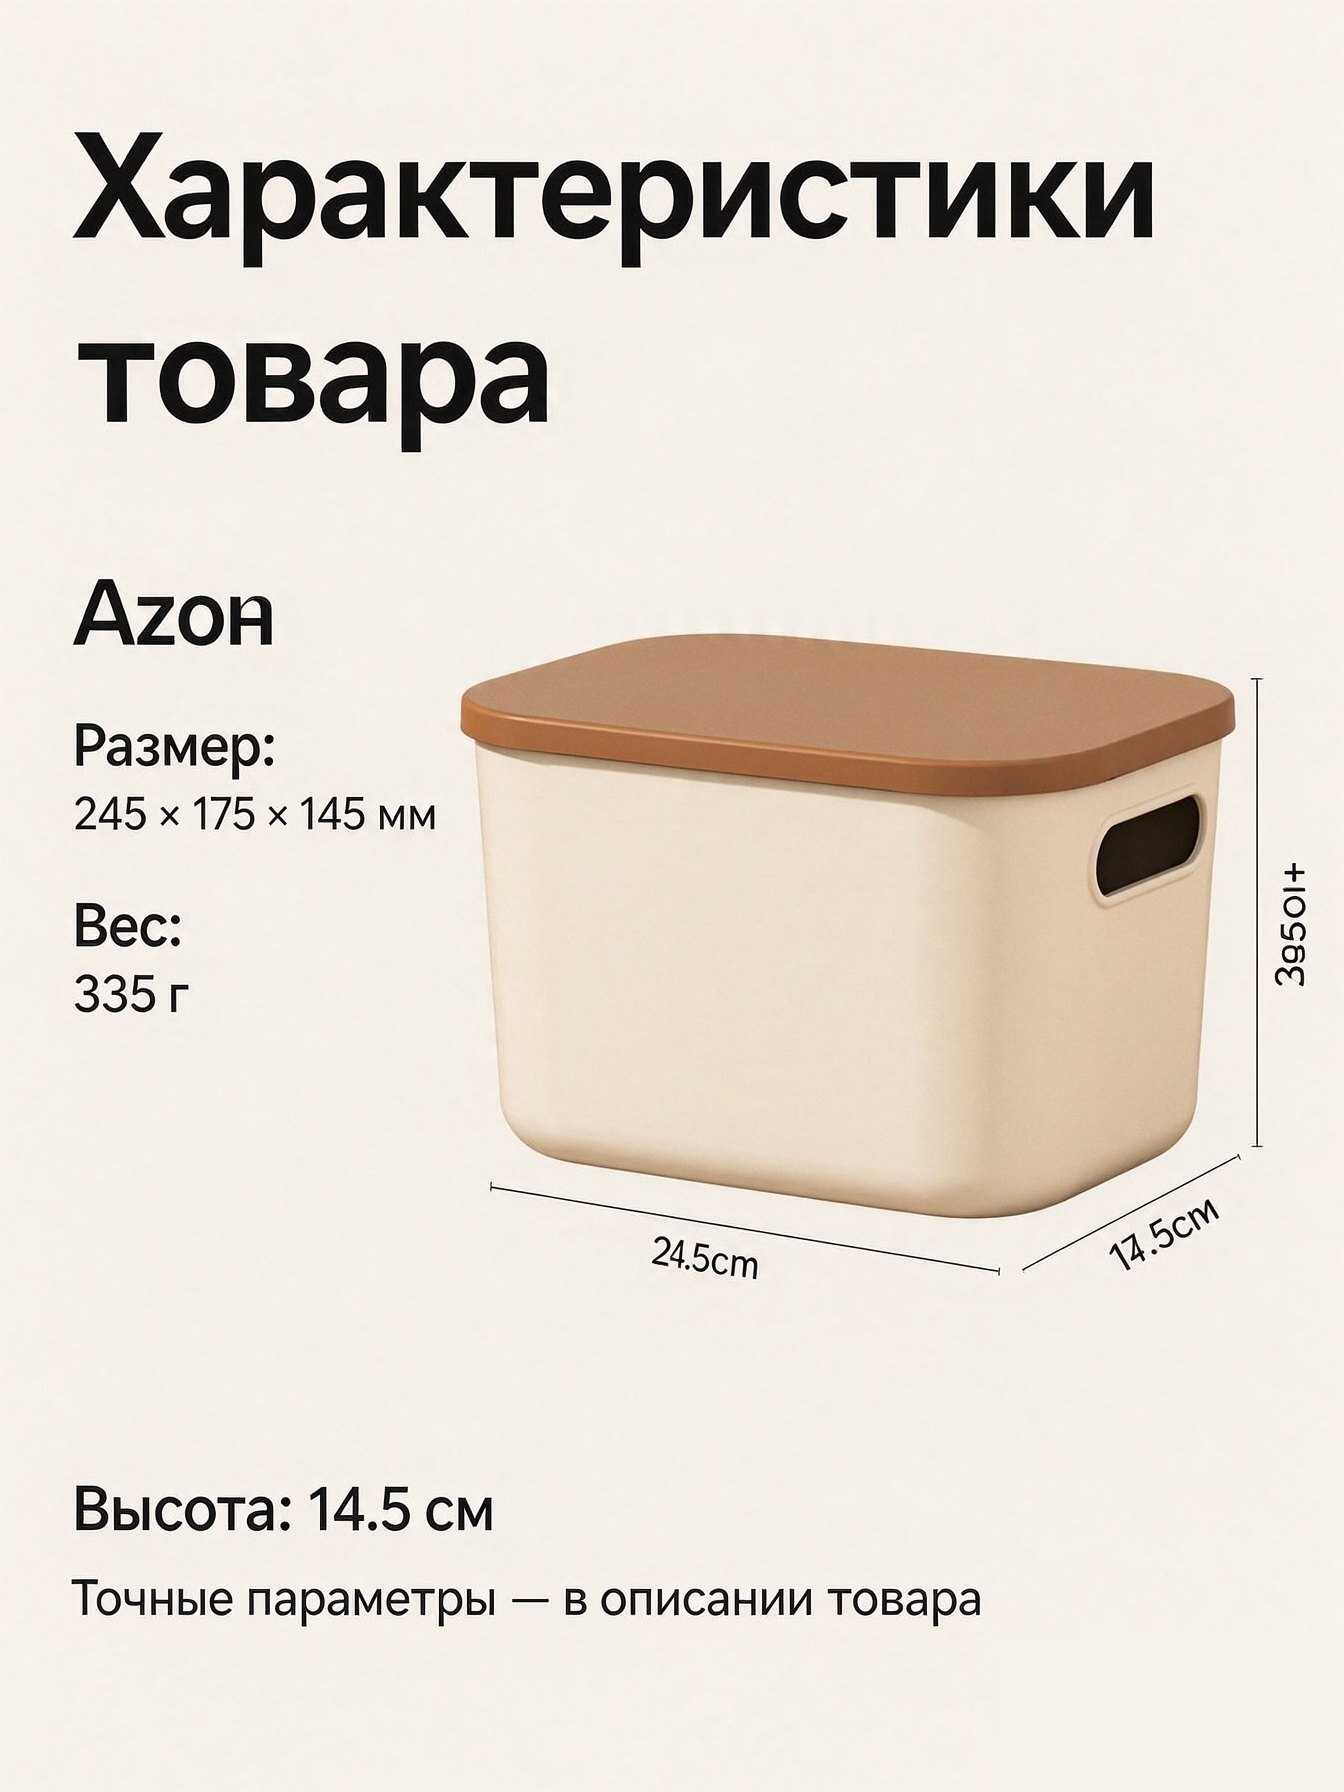 Характеристики
товара
Azon
Размер:
245 × 175 × 145 мм
Вес:
335 г
24.5cm
Высота: 14.5 см
Точные параметры — в описании товара